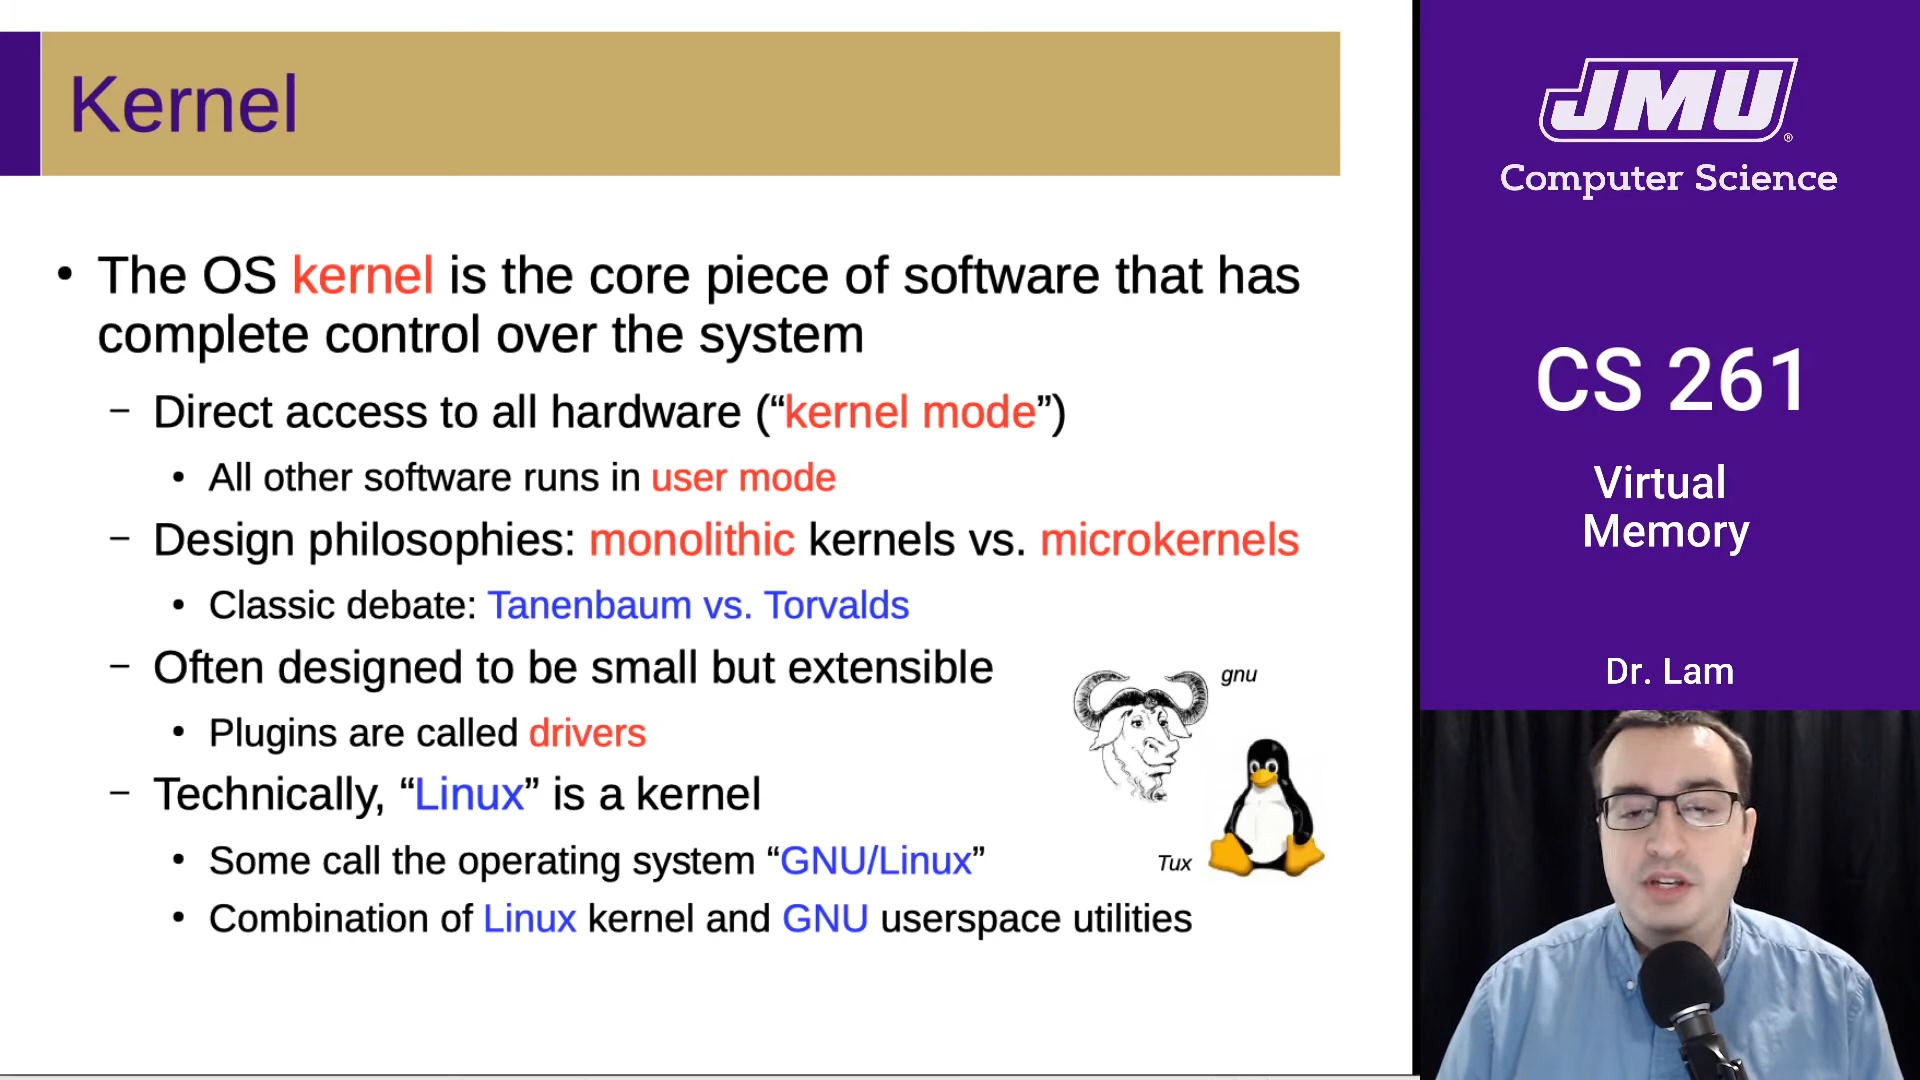 Kernel
• The OS kernel is the core piece of software that has
complete control over the system
– Direct access to all hardware (“kernel mode”)
• All other software runs in user mode
– Design philosophies: monolithic kernels vs. microkernels
• Classic debate: Tanenbaum vs. Torvalds
– Often designed to be small but extensible
• Plugins are called drivers
– Technically, “Linux” is a kernel
• Some call the operating system “GNU/Linux”
• Combination of Linux kernel and GNU userspace utilities
gnu
Tux
JMU®
Computer Science
CS 261
Virtual
Memory
Dr. Lam